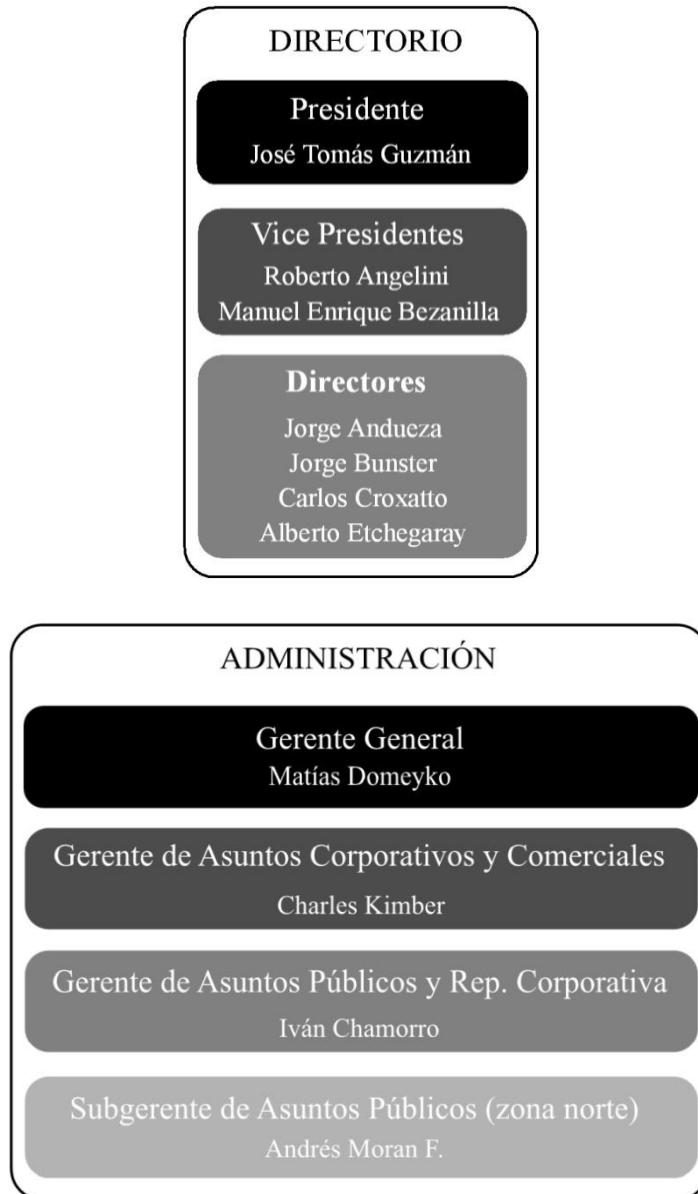 DIRECTORIO
Presidente
José Tomás Guzmán
Vice Presidentes
Roberto Angelini
Manuel Enrique Bezanilla
Directores
Jorge Andueza
Jorge Bunster
Carlos Croxatto
Alberto Etchegaray
ADMINISTRACIÓN
Gerente General
Matías Domeyko
Gerente de Asuntos Corporativos y Comerciales
Charles Kimber
Gerente de Asuntos Públicos y Rep. Corporativa
Iván Chamorro
Subgerente de Asuntos Públicos (zona norte)
Andrés Moran F.